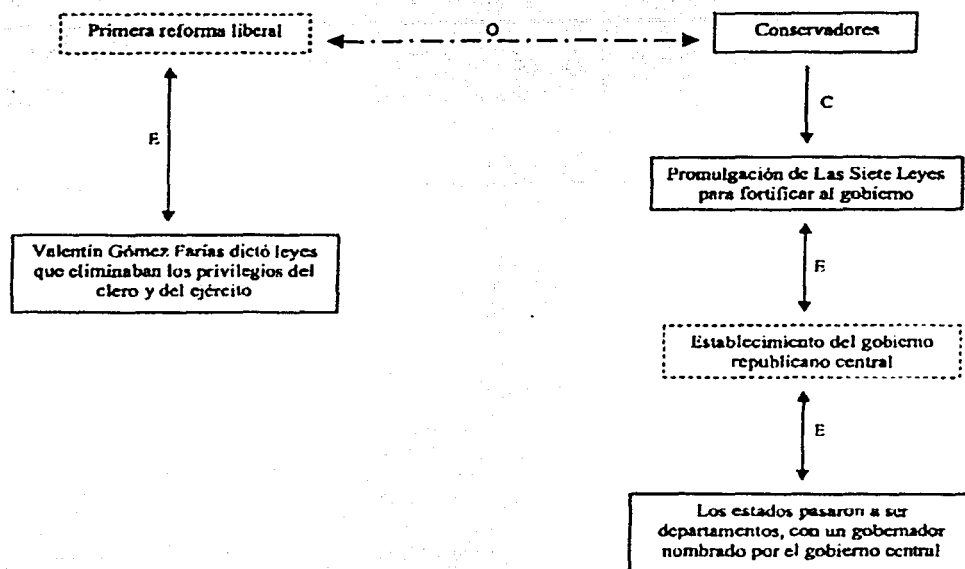 Primera reforma liberal
O
Conservadores
C
E
Promulgación de Las Siete Leyes
para fortificar al gobierno
Valentín Gómez Farías dictó leyes
que eliminaban los privilegios del
clero y del ejército
E
Establecimiento del gobierno
republicano central
E
Los estados pasaron a ser
departamentos, con un gobernador
nombrado por el gobierno central